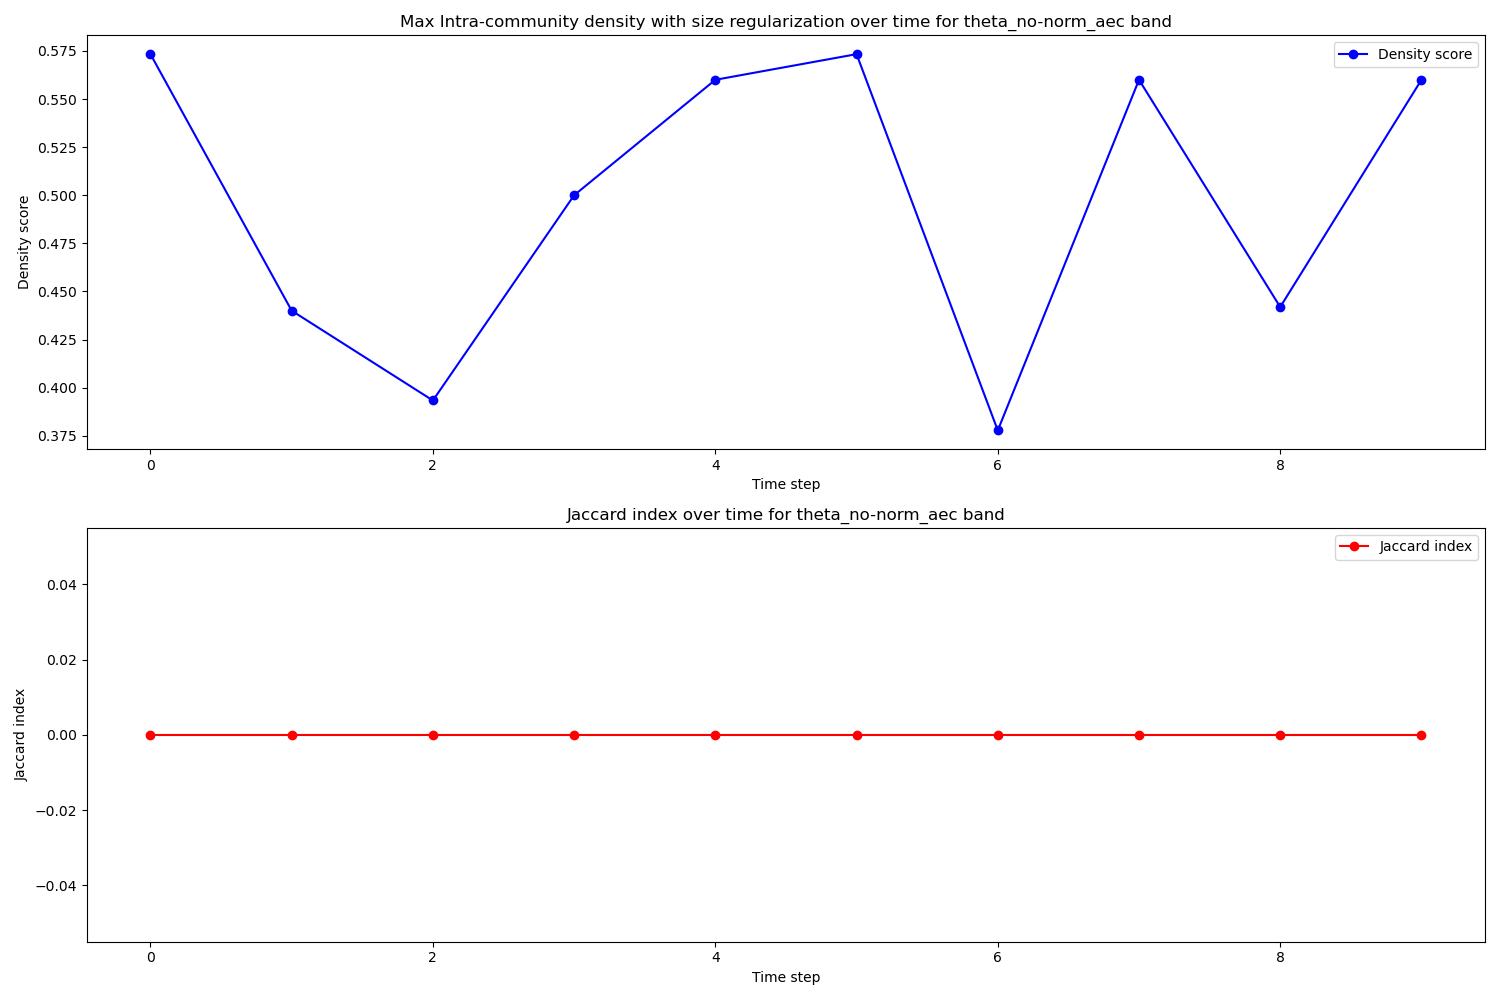 Max Intra-community density with size regularization over time for theta_no-norm_aec band
Density score
0.575
0.550
0.525
0.500
0.475
0.450
0.425
0.400
0.375
Density score
0 2 4 6 8
Time step
Jaccard index over time for theta_no-norm_aec band
Jaccard index
0.04
0.02
0.00
−0.02
−0.04
Jaccard index
0 2 4 6 8
Time step